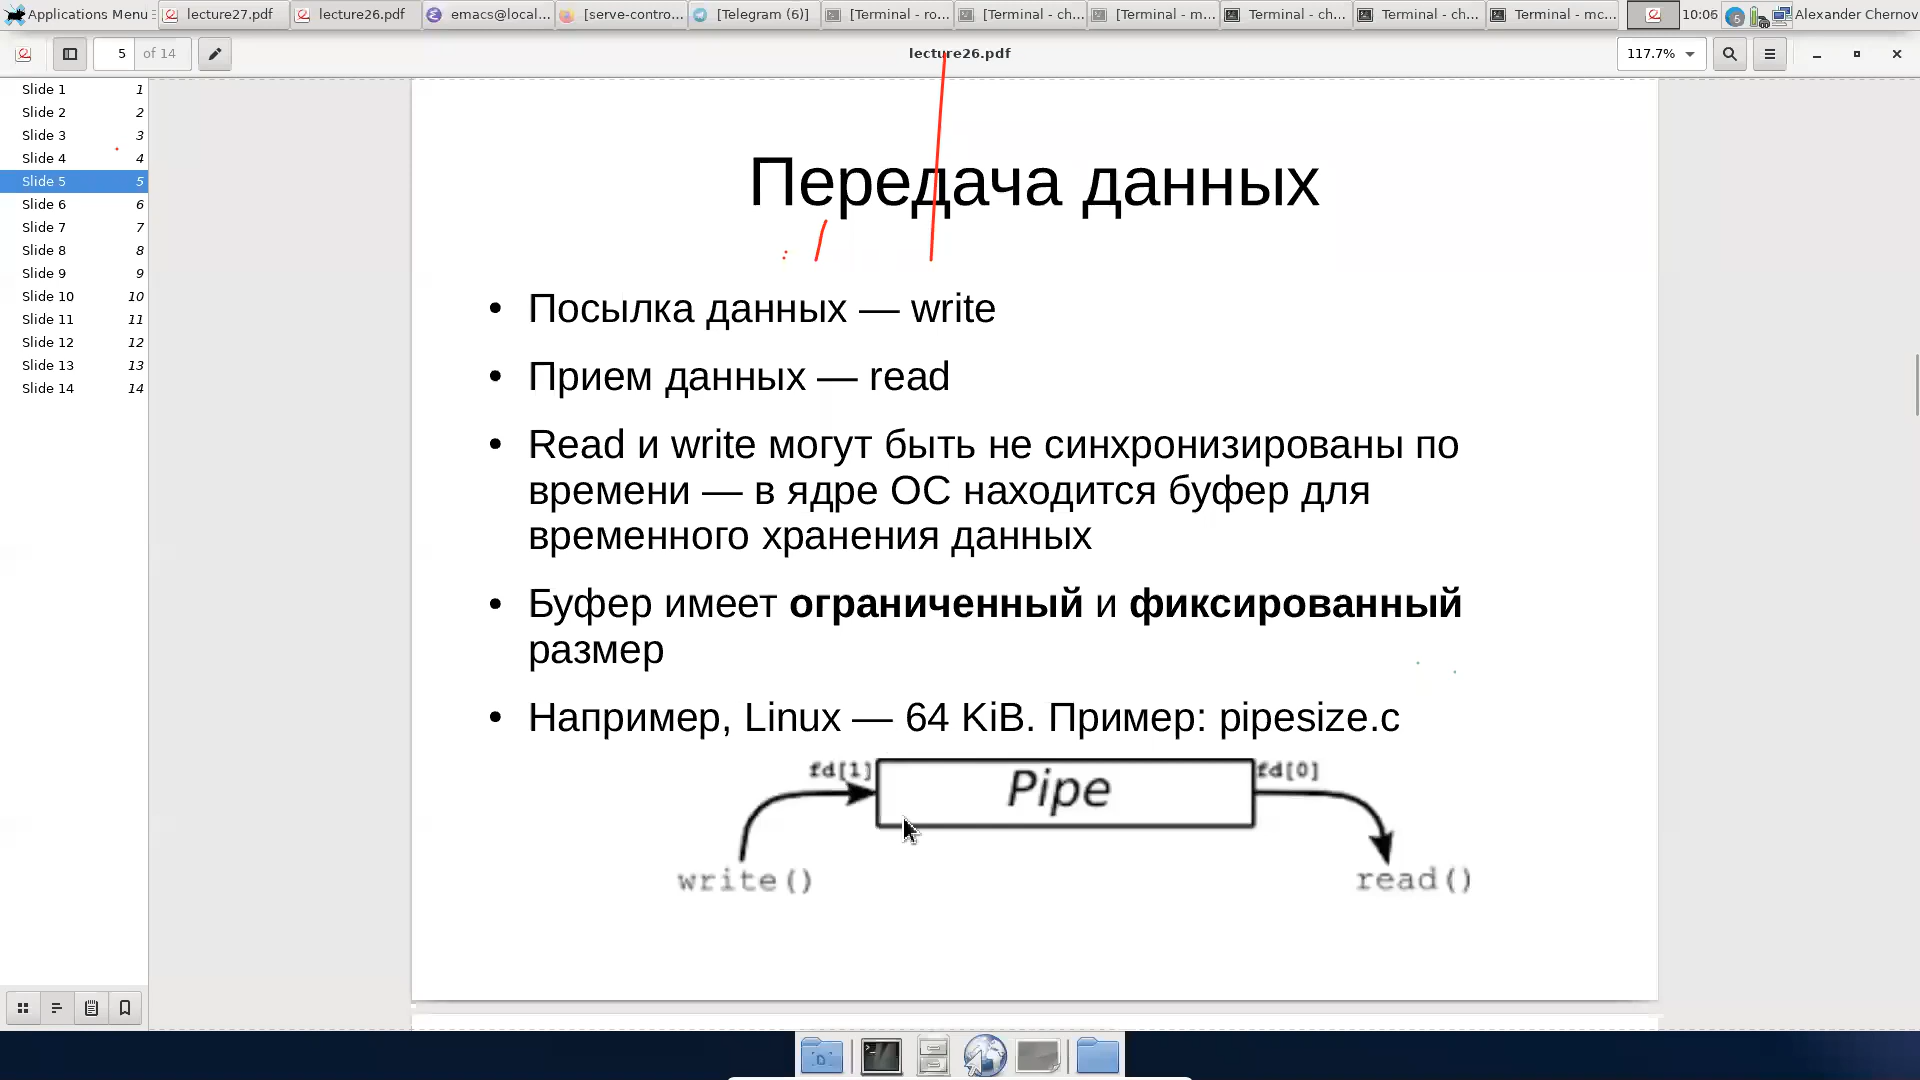 Applications Menu
lecture27.pdf
lecture26.pdf
emacs@local...
[serve-contro...
[Telegram (6)]
[Terminal - ro...
[Terminal - ch...
[Terminal - m...
Terminal - ch...
Terminal - ch...
Terminal - mc...
10:06
Alexander Chernov
5 of 14
lecture26.pdf
117.7%
Slide 1 1
Slide 2 2
Slide 3 3
Slide 4 4
Slide 5 5
Slide 6 6
Slide 7 7
Slide 8 8
Slide 9 9
Slide 10 10
Slide 11 11
Slide 12 12
Slide 13 13
Slide 14 14
Передача данных
• Посылка данных — write
• Прием данных — read
• Read и write могут быть не синхронизированы по
времени — в ядре ОС находится буфер для
временного хранения данных
• Буфер имеет ограниченный и фиксированный
размер
• Например, Linux — 64 KiB. Пример: pipesize.c
fd[1] Pipe fd[0]
write() read()